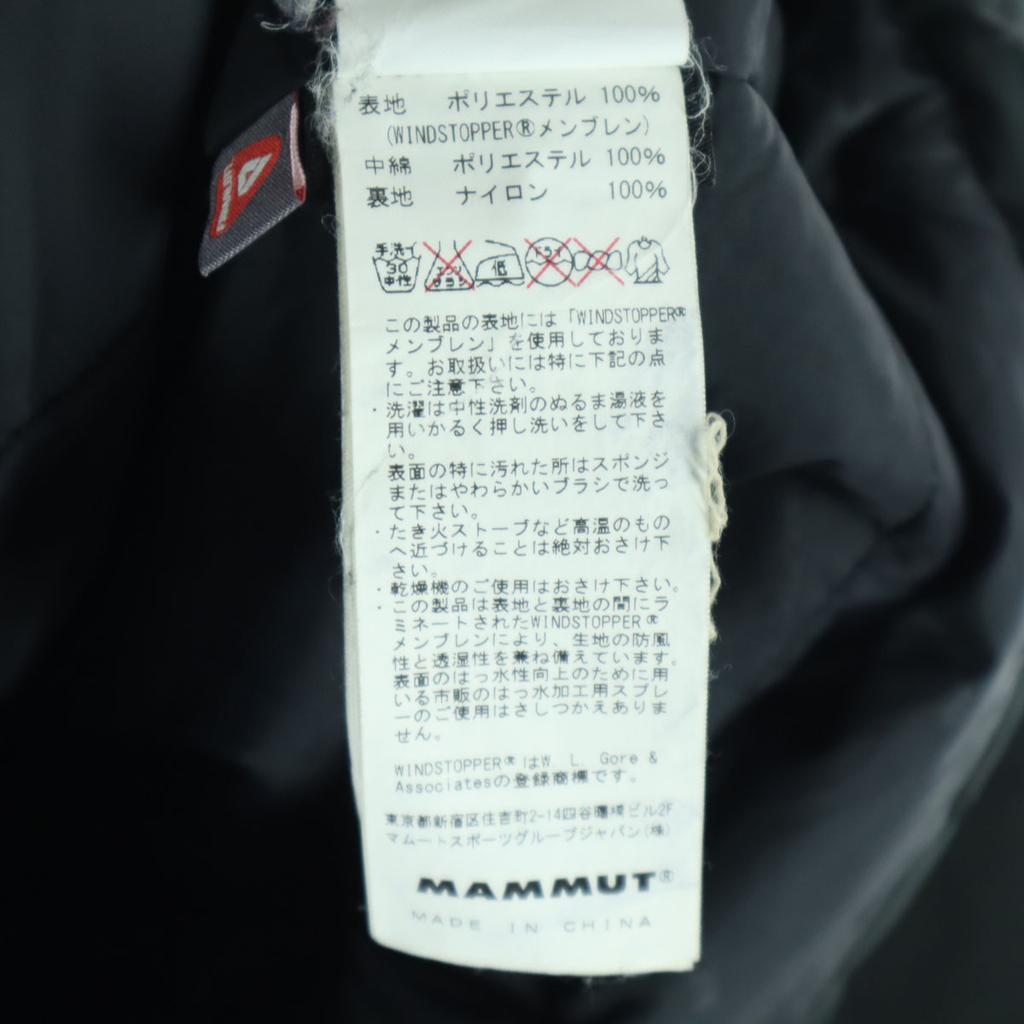 表地 ポリエステル 100%
(WINDSTOPPER®メンブレン)
中綿 ポリエステル 100%
裏地 ナイロン 100%
手洗イ
30
中性
エンソ
サラシ
低
ドライ
この製品の表地には「WINDSTOPPER®
メンブレン」を使用しておりま
す。お取扱いには特に下記の点
にご注意下さい。
・洗濯は中性洗剤のぬるま湯液を
用いかるく押し洗いをして下さ
い。
表面の特に汚れた所はスポンジ
またはやわらかいブラシで洗っ
て下さい。
・たき火ストーブなど高温のもの
へ近づけることは絶対おさけ下
さい。
・乾燥機のご使用はおさけ下さい。
・この製品は表地と裏地の間にラ
ミネートされたWINDSTOPPER®
メンブレンにより、生地の防風
性と透湿性を兼ね備えています。
表面のはっ水性向上のために用
いる市販のはっ水加工用スプレ
ーのご使用はさしつかえありま
せん。
WINDSTOPPER®はW. L. Gore &
Associatesの登録商標です。
東京都新宿区住吉町2-14四谷曙橋ビル2F
マムートスポーツグループジャパン(株)
MAMMUT®
MADE IN CHINA